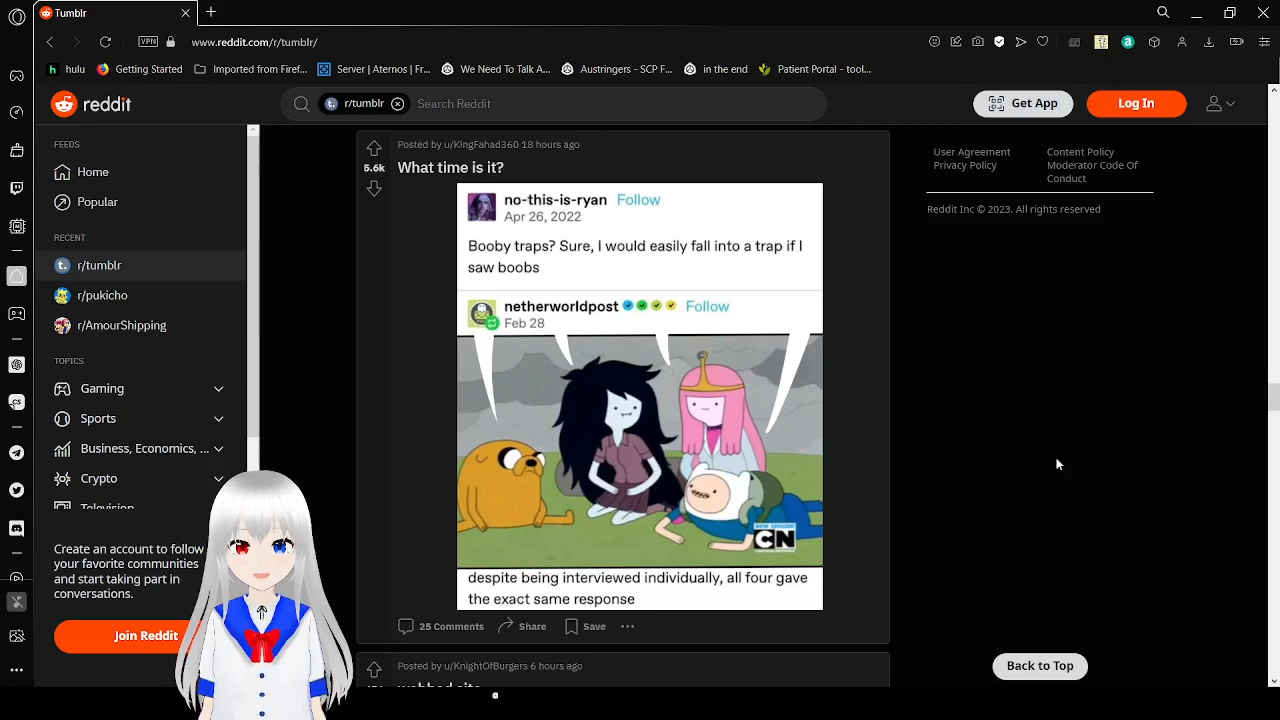 Tumblr
VPN
www.reddit.com/r/tumblr/
hulu
Getting Started
Imported from Firef...
Server | Aternos | Fr...
We Need To Talk A...
Austringers - SCP F...
in the end
Patient Portal - tool...
reddit
r/tumblr
Search Reddit
Get App
Log In
FEEDS
Home
Popular
RECENT
r/tumblr
r/pukicho
r/AmourShipping
TOPICS
Gaming
Sports
Business, Economics, ...
Crypto
Television
Create an account to follow
your favorite communities
and start taking part in
conversations.
Join Reddit
Posted by u/KingFahad360 18 hours ago
5.6k
What time is it?
no-this-is-ryan Follow
Apr 26, 2022
Booby traps? Sure, I would easily fall into a trap if I
saw boobs
netherworldpost Follow
Feb 28
NEW EPISODE
CN
despite being interviewed individually, all four gave
the exact same response
25 Comments
Share
Save
Posted by u/KnightOfBurgers 6 hours ago
User Agreement
Privacy Policy
Content Policy
Moderator Code Of
Conduct
Reddit Inc © 2023. All rights reserved
Back to Top